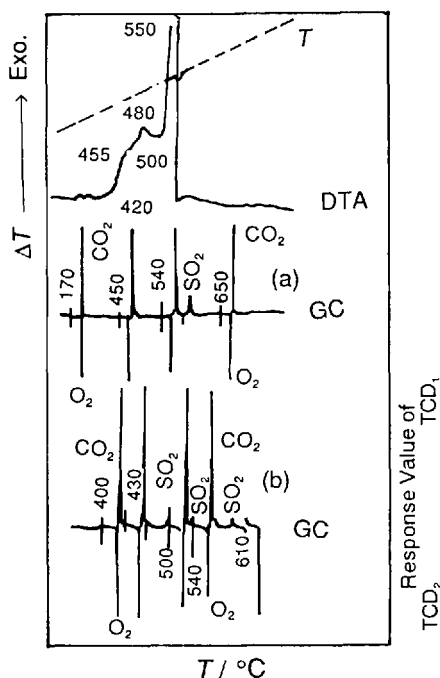 550
T
480
455
500
420
DTA
ΔT ⟶ Exo.
CO₂
CO₂
170
450
540
SO₂
650
(a)
GC
O₂
O₂
CO₂
CO₂
400
430
SO₂
SO₂
SO₂
(b)
500
540
610
GC
O₂
O₂
Response Value of
TCD₂ TCD₁
T / °C